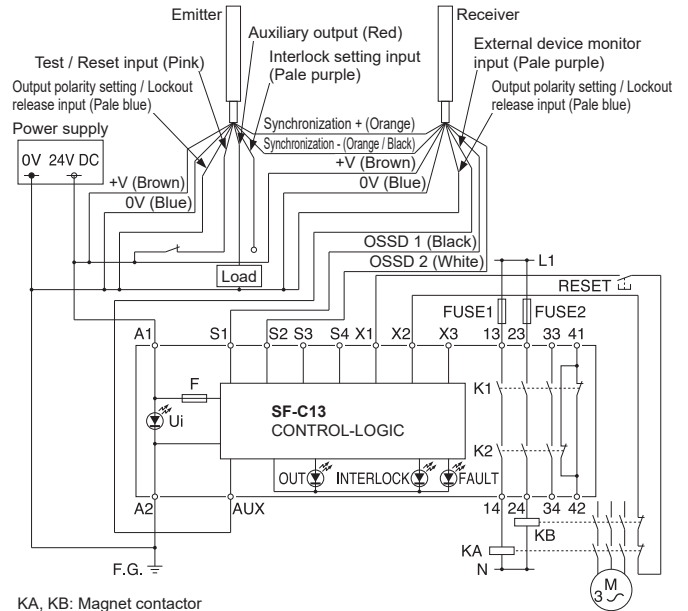 Emitter
Receiver
Auxiliary output (Red)
Test / Reset input (Pink)
Interlock setting input
(Pale purple)
External device monitor
input (Pale purple)
Output polarity setting / Lockout
release input (Pale blue)
Output polarity setting / Lockout
release input (Pale blue)
Power supply
0V 24V DC
Synchronization + (Orange)
Synchronization - (Orange / Black)
+V (Brown)
0V (Blue)
+V (Brown)
0V (Blue)
OSSD 1 (Black)
OSSD 2 (White)
Load
L1
RESET
FUSE1
FUSE2
A1 S1 S2 S3 S4 X1 X2 X3 13 23 33 41
F
Ui
K1
SF-C13
CONTROL-LOGIC
K2
OUT INTERLOCK FAULT
A2 AUX 14 24 34 42
KB
KA
F.G.
N
M
3
KA, KB: Magnet contactor